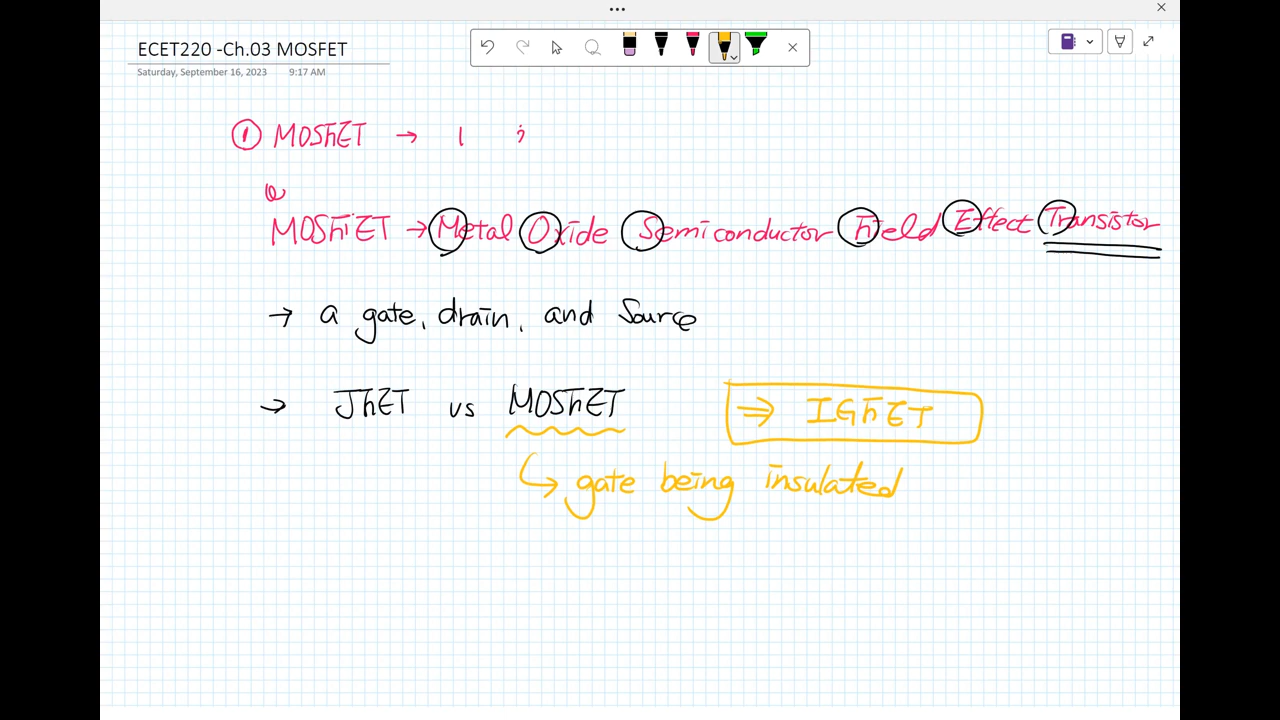 ECET220 -Ch.03 MOSFET
Saturday, September 16, 2023 9:17 AM
① MOSFET → 1 ;
MOSFET → Metal Oxide Semiconductor Field Effect Transistor
→ a gate, drain, and Source
→ JFET vs MOSFET ⇒ IGFET
↳ gate being insulated